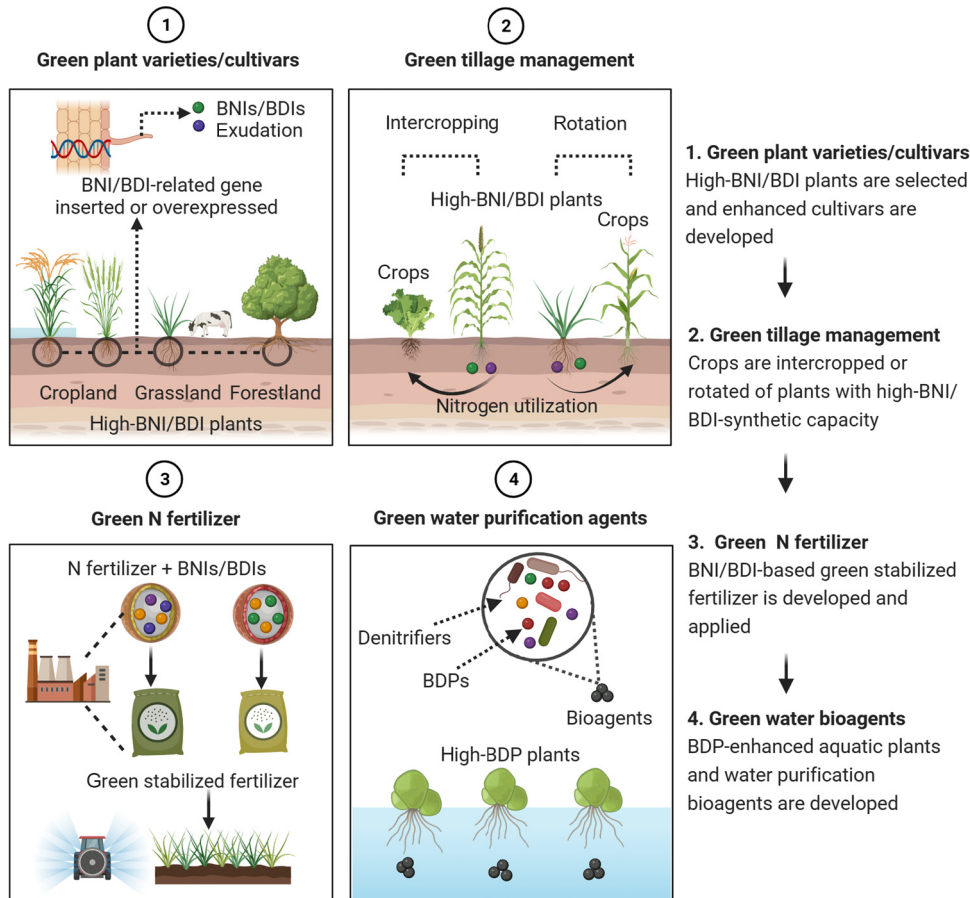 1
Green plant varieties/cultivars
BNIs/BDIs
Exudation
BNI/BDI-related gene
inserted or overexpressed
Cropland
Grassland
Forestland
High-BNI/BDI plants
2
Green tillage management
Intercropping
Rotation
High-BNI/BDI plants
Crops
Crops
Nitrogen utilization
3
Green N fertilizer
N fertilizer + BNIs/BDIs
Green stabilized fertilizer
4
Green water purification agents
Denitrifiers
BDPs
Bioagents
High-BDP plants
1. Green plant varieties/cultivars
High-BNI/BDI plants are selected
and enhanced cultivars are
developed
2. Green tillage management
Crops are intercropped or
rotated of plants with high-BNI/
BDI-synthetic capacity
3. Green N fertilizer
BNI/BDI-based green stabilized
fertilizer is developed and
applied
4. Green water bioagents
BDP-enhanced aquatic plants
and water purification
bioagents are developed